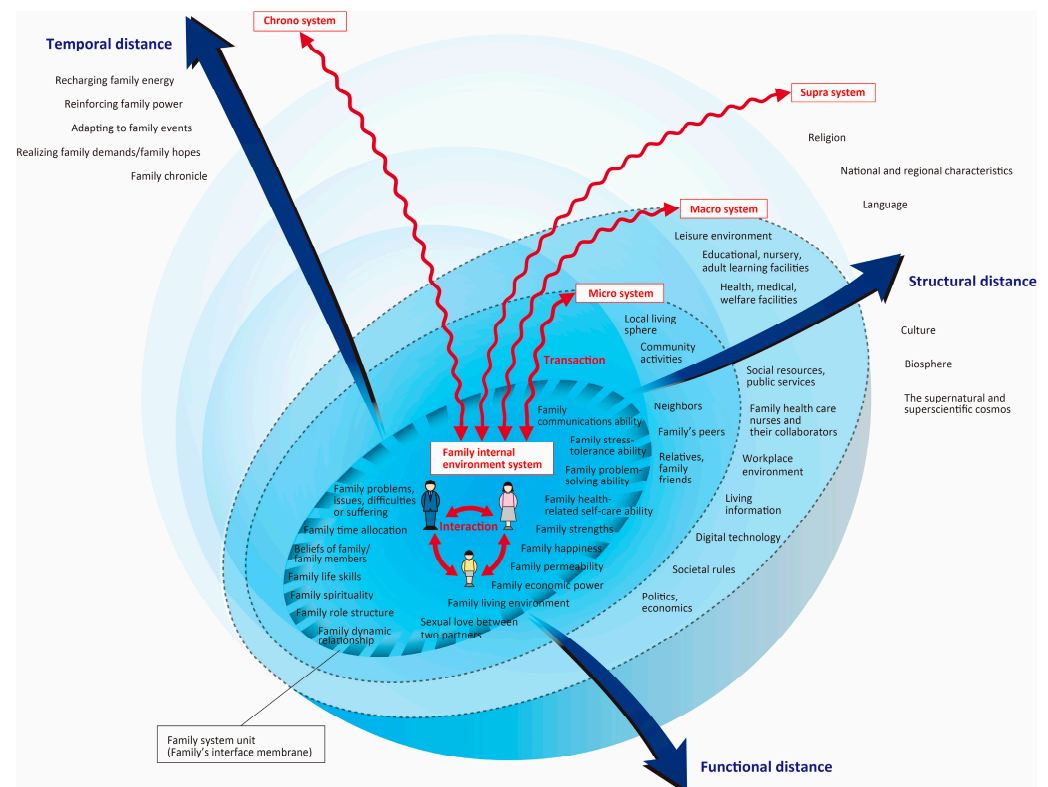 Chrono system
Temporal distance
Recharging family energy
Reinforcing family power
Adapting to family events
Realizing family demands/family hopes
Family chronicle
Supra system
Religion
National and regional characteristics
Language
Macro system
Leisure environment
Educational, nursery,
adult learning facilities
Health, medical,
welfare facilities
Structural distance
Micro system
Local living
sphere
Community
activities
Transaction
Culture
Biosphere
The supernatural and
superscientific cosmos
Social resources,
public services
Family health care
nurses and
their collaborators
Workplace
environment
Living
information
Digital technology
Societal rules
Politics,
economics
Neighbors
Family's peers
Relatives,
family
friends
Family
communications ability
Family stress-
tolerance ability
Family problem-
solving ability
Family health-
related self-care ability
Family strengths
Family happiness
Family permeability
Family economic power
Family living environment
Sexual love between
two partners
Family internal
environment system
Interaction
Family problems,
issues, difficulties
or suffering
Family time allocation
Beliefs of family/
family members
Family life skills
Family spirituality
Family role structure
Family dynamic
relationship
Family system unit
(Family's interface membrane)
Functional distance